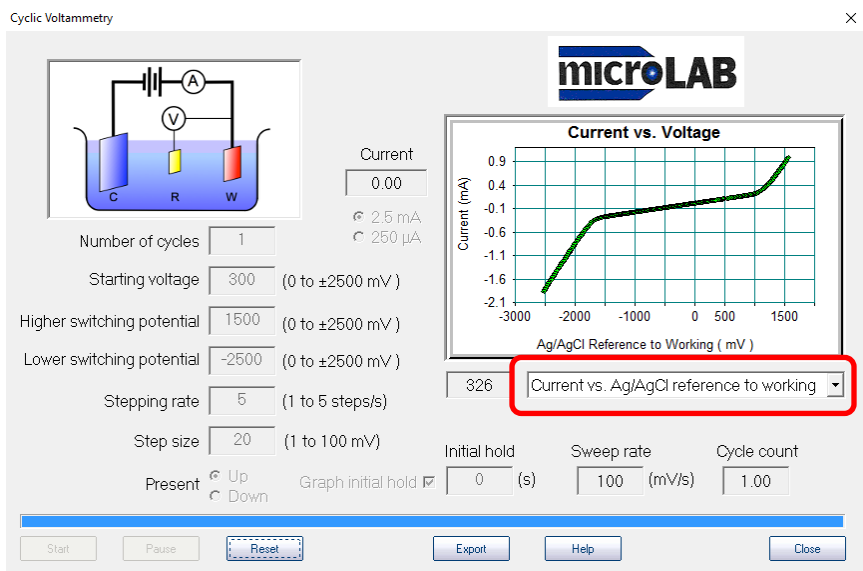 Cyclic Voltammetry
microLAB
A
V
C R W
Current
0.00
2.5 mA
250 µA
Number of cycles 1
Starting voltage 300 (0 to ±2500 mV )
Higher switching potential 1500 (0 to ±2500 mV )
Lower switching potential -2500 (0 to ±2500 mV )
Stepping rate 5 (1 to 5 steps/s)
Step size 20 (1 to 100 mV)
Present Up
Down
Graph initial hold
Current vs. Voltage
Current (mA)
0.9
0.4
-0.1
-0.6
-1.1
-1.6
-2.1
-3000 -2000 -1000 0 500 1500
Ag/AgCl Reference to Working ( mV )
326 Current vs. Ag/AgCl reference to working
Initial hold Sweep rate Cycle count
0 (s) 100 (mV/s) 1.00
Start Pause Reset Export Help Close